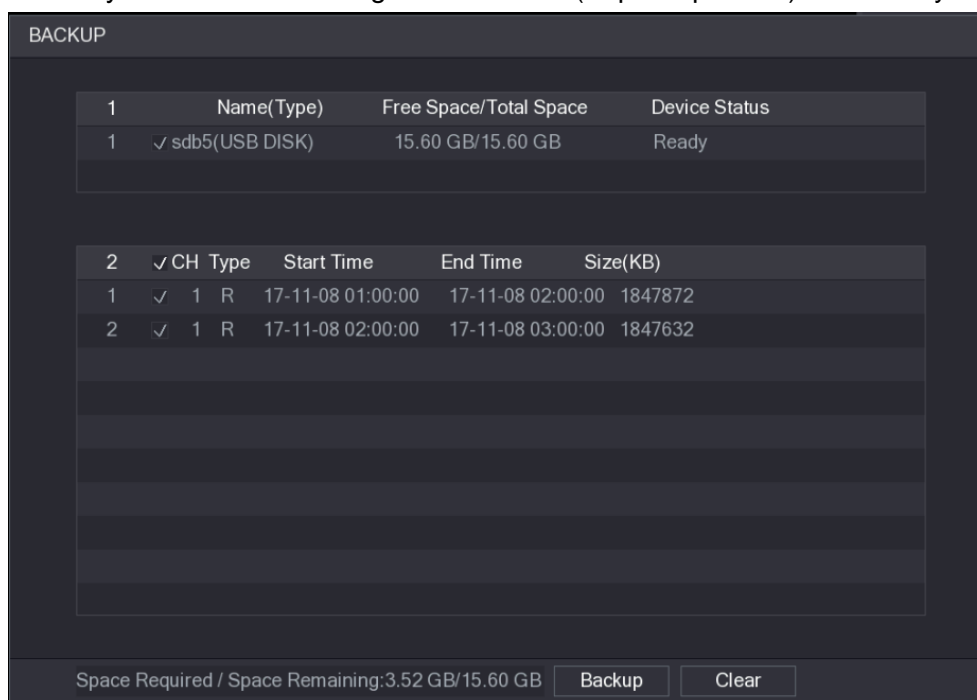 BACKUP
1 Name(Type) Free Space/Total Space Device Status
1 sdb5(USB DISK) 15.60 GB/15.60 GB Ready
2 CH Type Start Time End Time Size(KB)
1 1 R 17-11-08 01:00:00 17-11-08 02:00:00 1847872
2 1 R 17-11-08 02:00:00 17-11-08 03:00:00 1847632
Space Required / Space Remaining:3.52 GB/15.60 GB Backup Clear